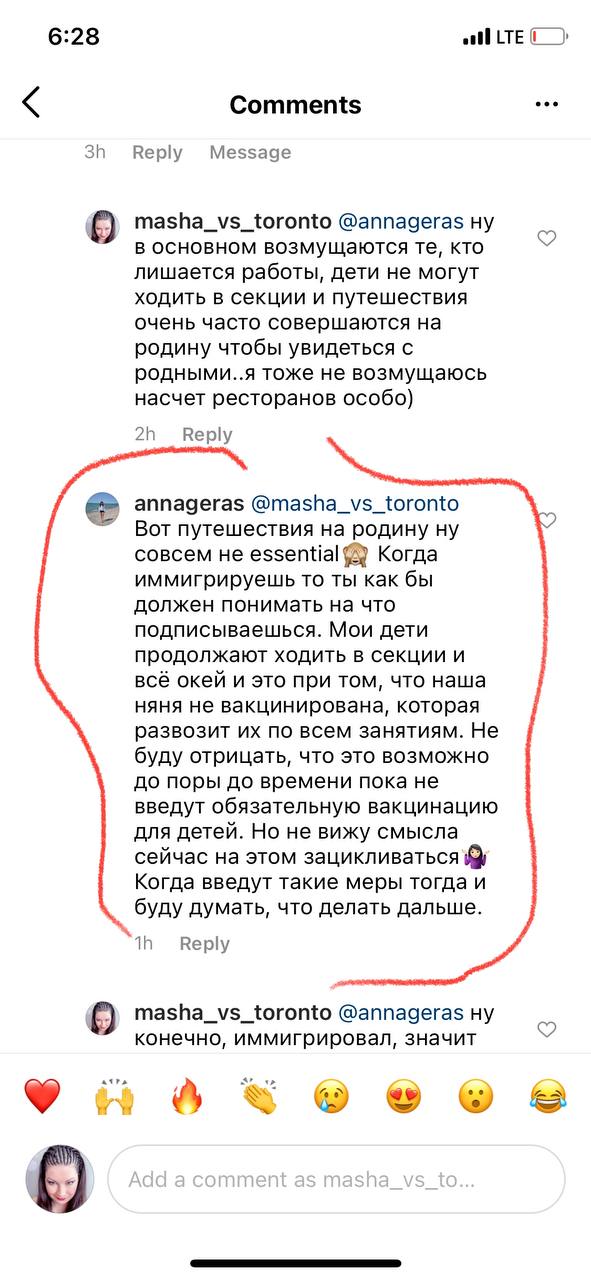 6:28
LTE
Comments
3h Reply Message
masha_vs_toronto @annageras ну
в основном возмущаются те, кто
лишается работы, дети не могут
ходить в секции и путешествия
очень часто совершаются на
родину чтобы увидеться с
родными..я тоже не возмущаюсь
насчет ресторанов особо)
2h Reply
annageras @masha_vs_toronto
Вот путешествия на родину ну
совсем не essential🙈 Когда
иммигрируешь то ты как бы
должен понимать на что
подписываешься. Мои дети
продолжают ходить в секции и
всё окей и это при том, что наша
няня не вакцинирована, которая
развозит их по всем занятиям. Не
буду отрицать, что это возможно
до поры до времени пока не
введут обязательную вакцинацию
для детей. Но не вижу смысла
сейчас на этом зацикливаться🤷🏻‍♀️
Когда введут такие меры тогда и
буду думать, что делать дальше.
1h Reply
masha_vs_toronto @annageras ну
конечно, иммигрировал, значит
Add a comment as masha_vs_to...